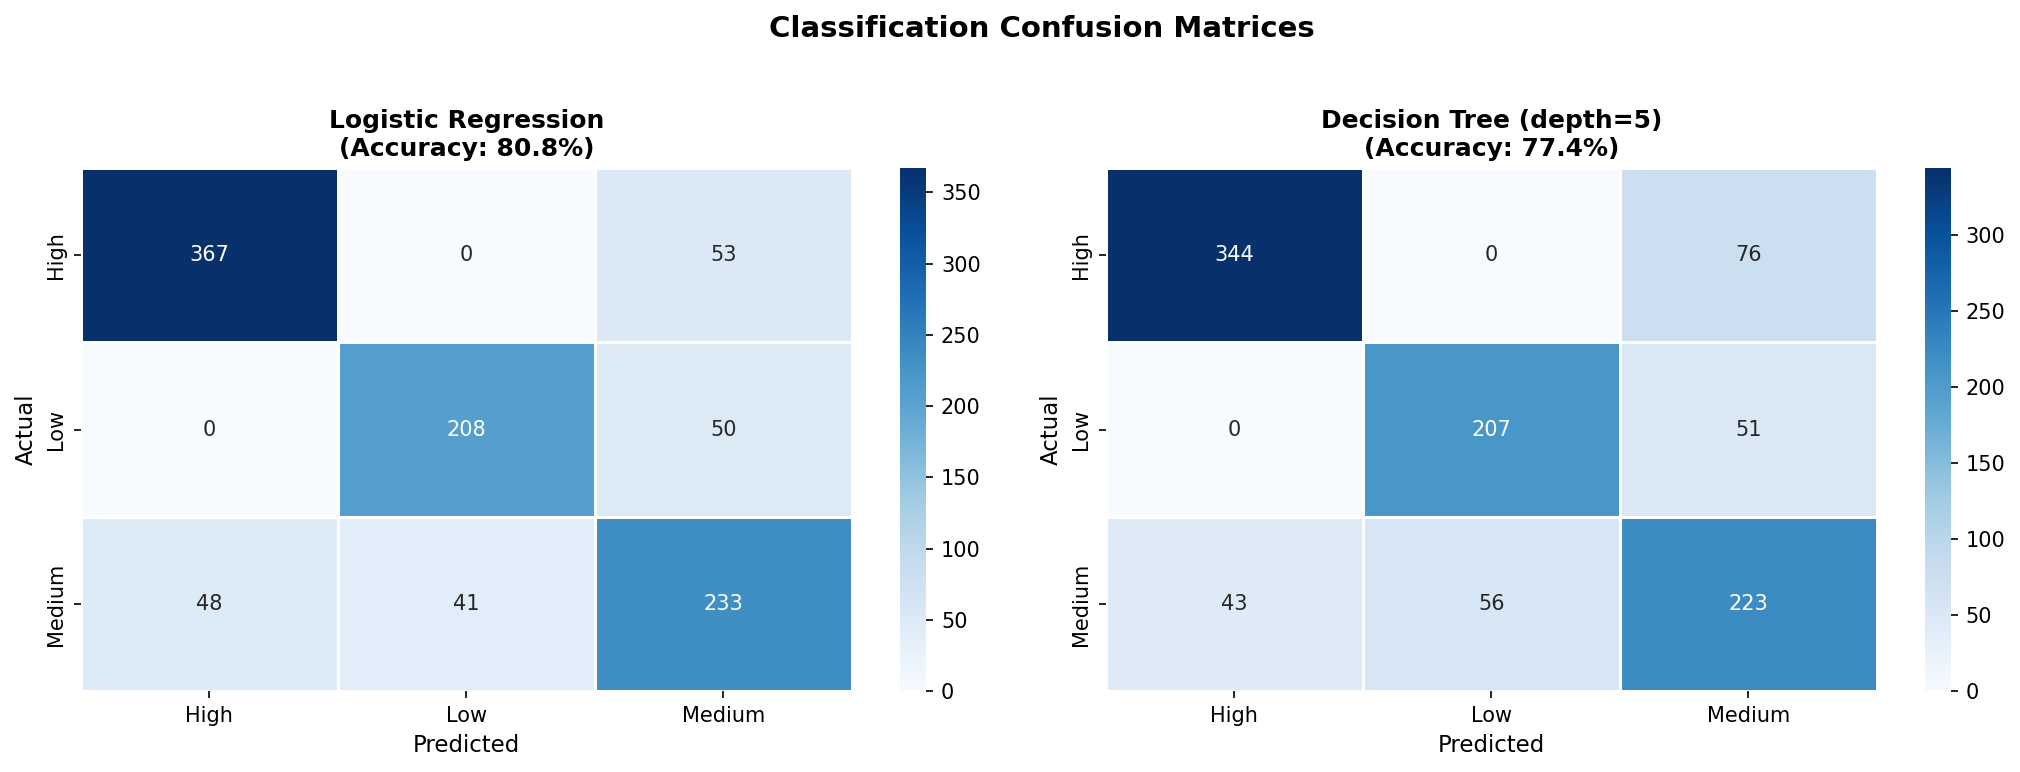 Classification Confusion Matrices
Logistic Regression
(Accuracy: 80.8%)
High
Low
Medium
Actual
367 0 53
0 208 50
48 41 233
High Low Medium
Predicted
350
300
250
200
150
100
50
0
Decision Tree (depth=5)
(Accuracy: 77.4%)
High
Low
Medium
Actual
344 0 76
0 207 51
43 56 223
High Low Medium
Predicted
300
250
200
150
100
50
0